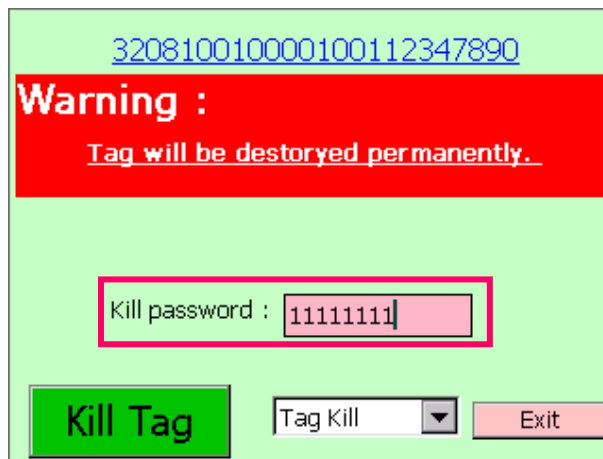 320810010000100112347890
Warning :
Tag will be destoryed permanently.
Kill password : 11111111
Kill Tag
Tag Kill
Exit